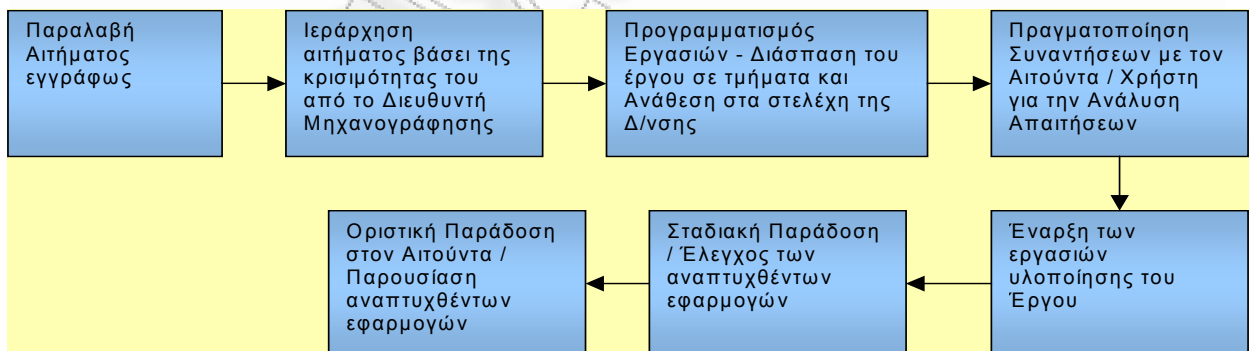 Παραλαβή
Αιτήματος
εγγράφως
Ιεράρχηση
αιτήματος βάσει της
κρισιμότητας του
από το Διευθυντή
Μηχανογράφησης
Προγραμματισμός
Εργασιών - Διάσπαση του
έργου σε τμήματα και
Ανάθεση στα στελέχη της
Δ/νσης
Πραγματοποίηση
Συναντήσεων με τον
Αιτούντα / Χρήστη
για την Ανάλυση
Απαιτήσεων
Έναρξη των
εργασιών
υλοποίησης του
Έργου
Σταδιακή Παράδοση
/ Έλεγχος των
αναπτυχθέντων
εφαρμογών
Οριστική Παράδοση
στον Αιτούντα /
Παρουσίαση
αναπτυχθέντων
εφαρμογών